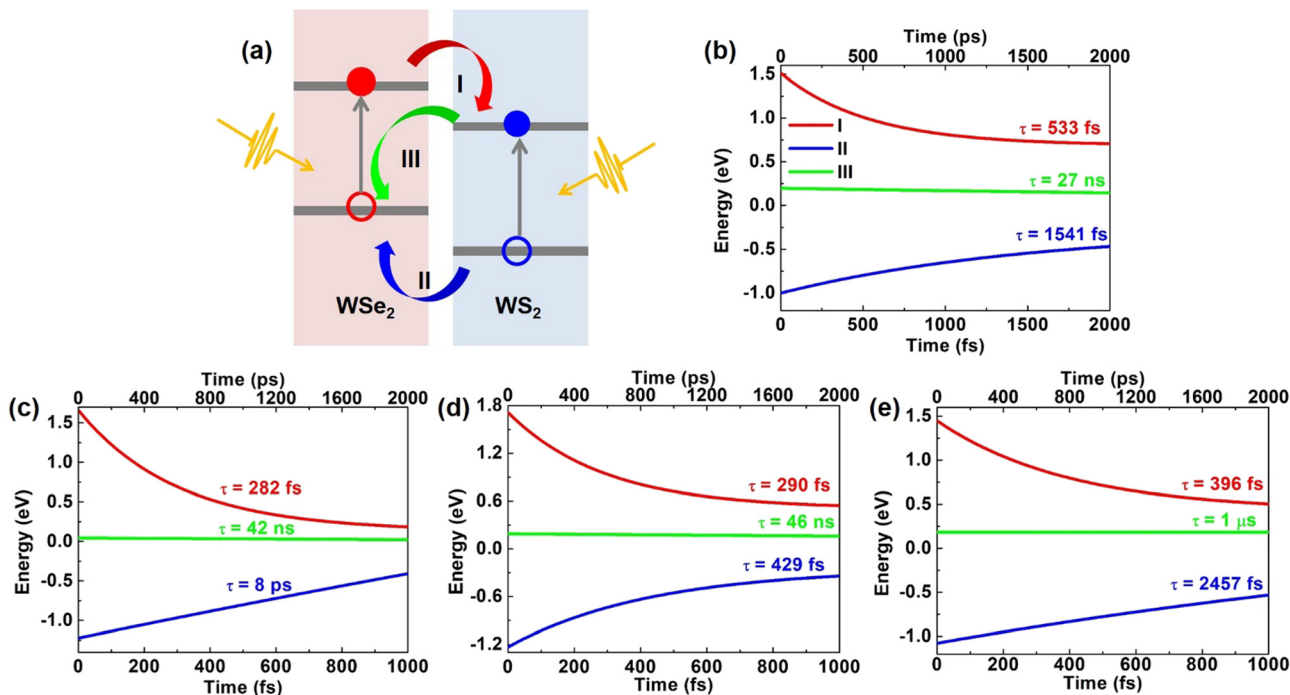 (a)
I
III
II
WSe₂
WS₂
(b)
Time (ps)
0 500 1000 2000
1.5
1.0
0.5
0.0
-0.5
-1.0
Energy (eV)
I
II
III
τ = 533 fs
τ = 27 ns
τ = 1541 fs
0 500 1000 1500 2000
Time (fs)
(c)
Time (ps)
0 400 800 1200 1600 2000
1.5
1.0
0.5
0.0
-0.5
-1.0
Energy (eV)
τ = 282 fs
τ = 42 ns
τ = 8 ps
0 200 400 600 800 1000
Time (fs)
(d)
Time (ps)
0 400 800 1200 1600 2000
1.8
1.2
0.6
0.0
-0.6
-1.2
Energy (eV)
τ = 290 fs
τ = 46 ns
τ = 429 fs
0 200 400 600 800 1000
Time (fs)
(e)
Time (ps)
0 400 800 1200 1600 2000
1.5
1.0
0.5
0.0
-0.5
-1.0
Energy (eV)
τ = 396 fs
τ = 1 μs
τ = 2457 fs
0 200 400 600 800 1000
Time (fs)